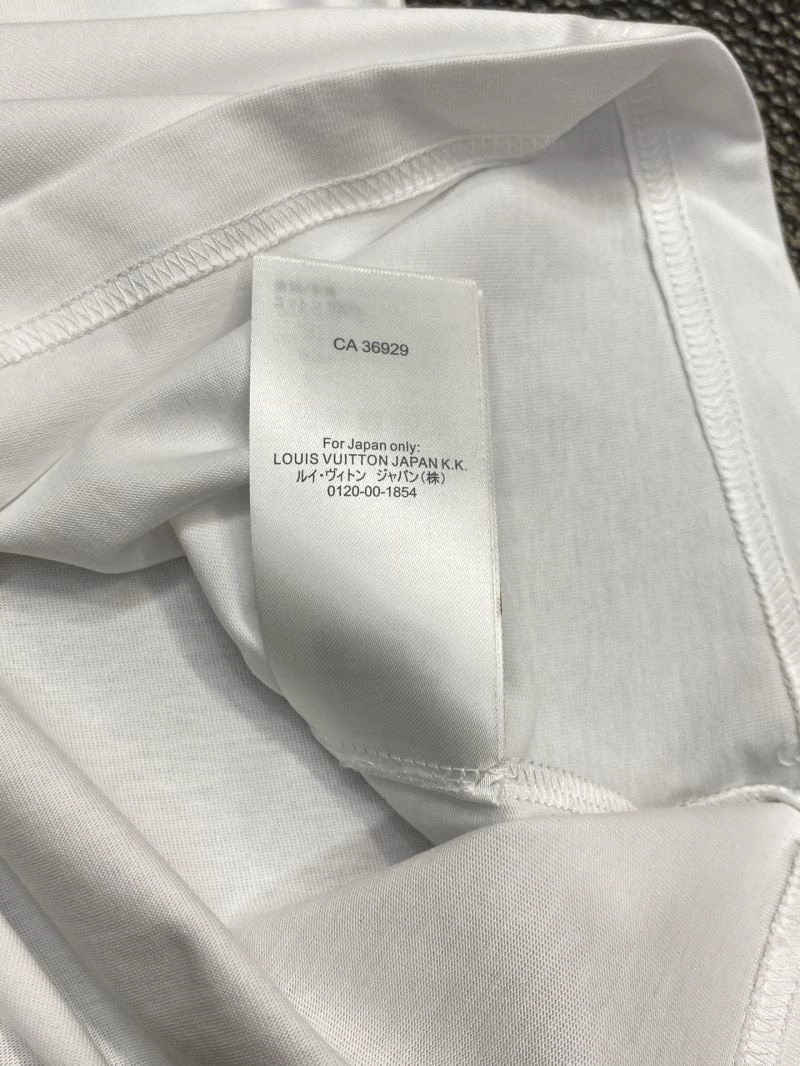 CA 36929
For Japan only:
LOUIS VUITTON JAPAN K.K.
ルイ・ヴィトン ジャパン(株)
0120-00-1854